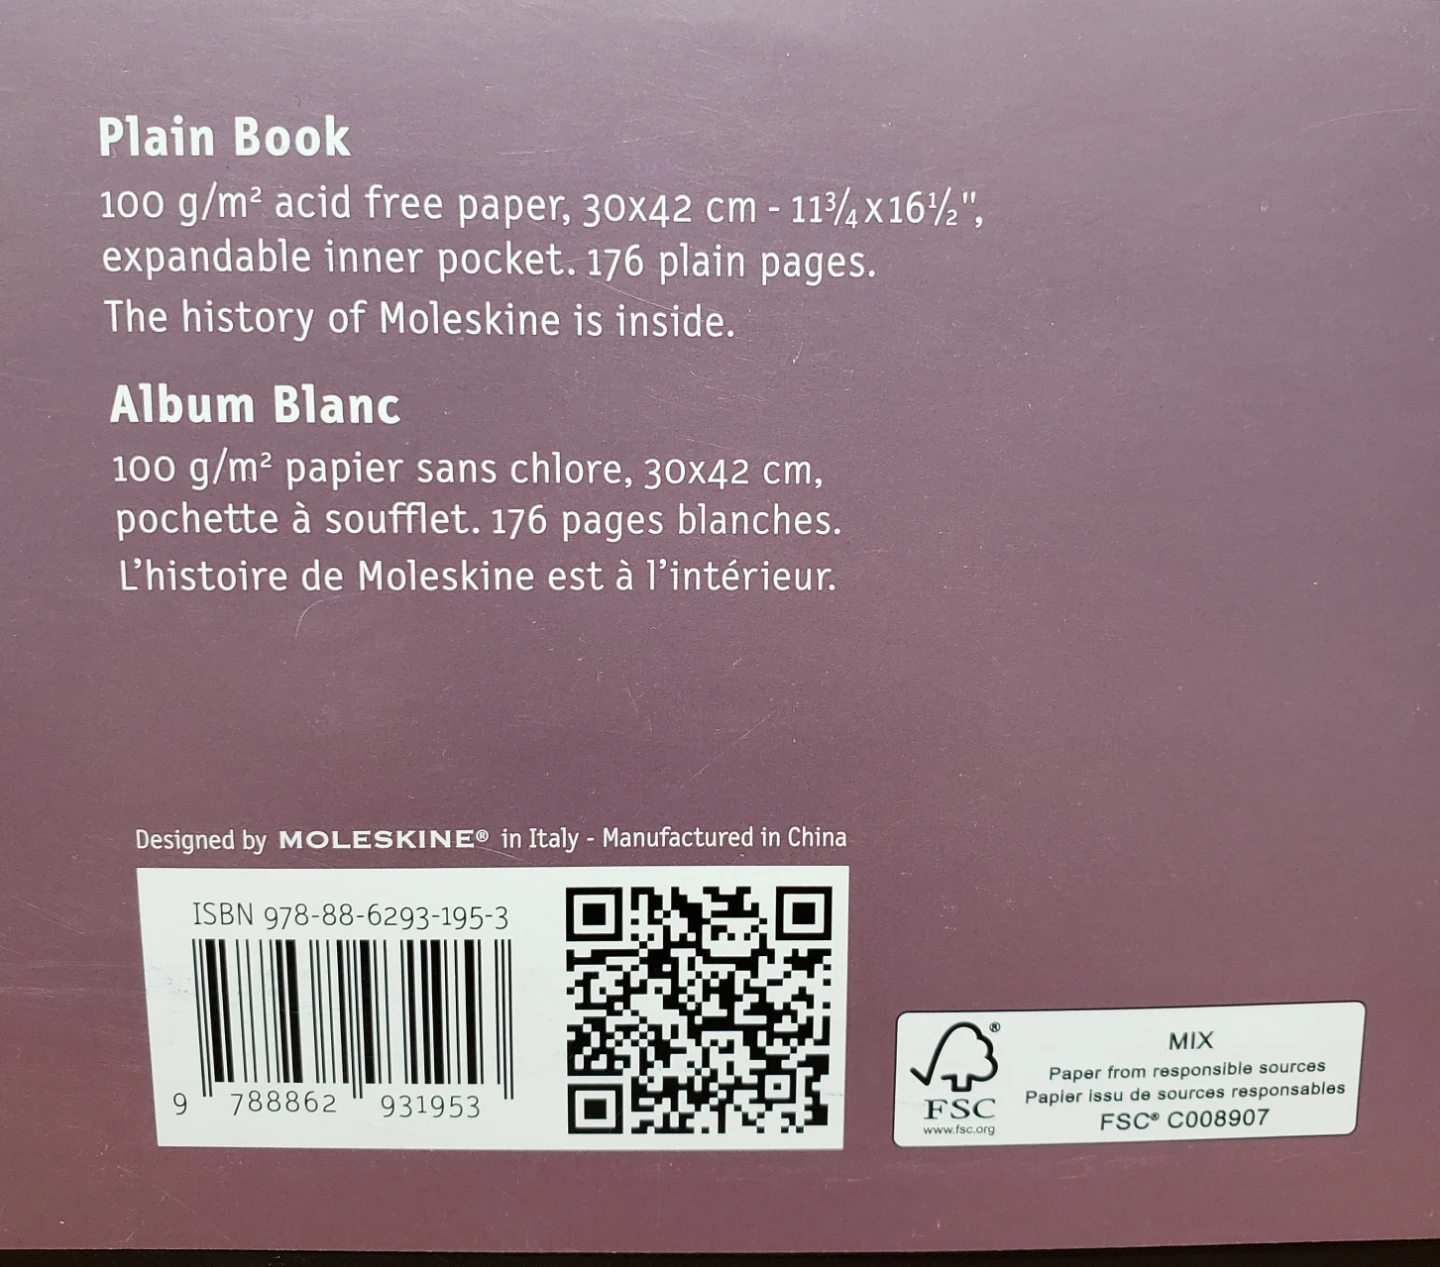 Plain Book
100 g/m² acid free paper, 30x42 cm - 11¾x16½",
expandable inner pocket. 176 plain pages.
The history of Moleskine is inside.
Album Blanc
100 g/m² papier sans chlore, 30x42 cm,
pochette à soufflet. 176 pages blanches.
L’histoire de Moleskine est à l’intérieur.
Designed by MOLESKINE® in Italy - Manufactured in China
ISBN 978-88-6293-195-3
9 788862 931953
®
FSC
www.fsc.org
MIX
Paper from responsible sources
Papier issu de sources responsables
FSC® C008907